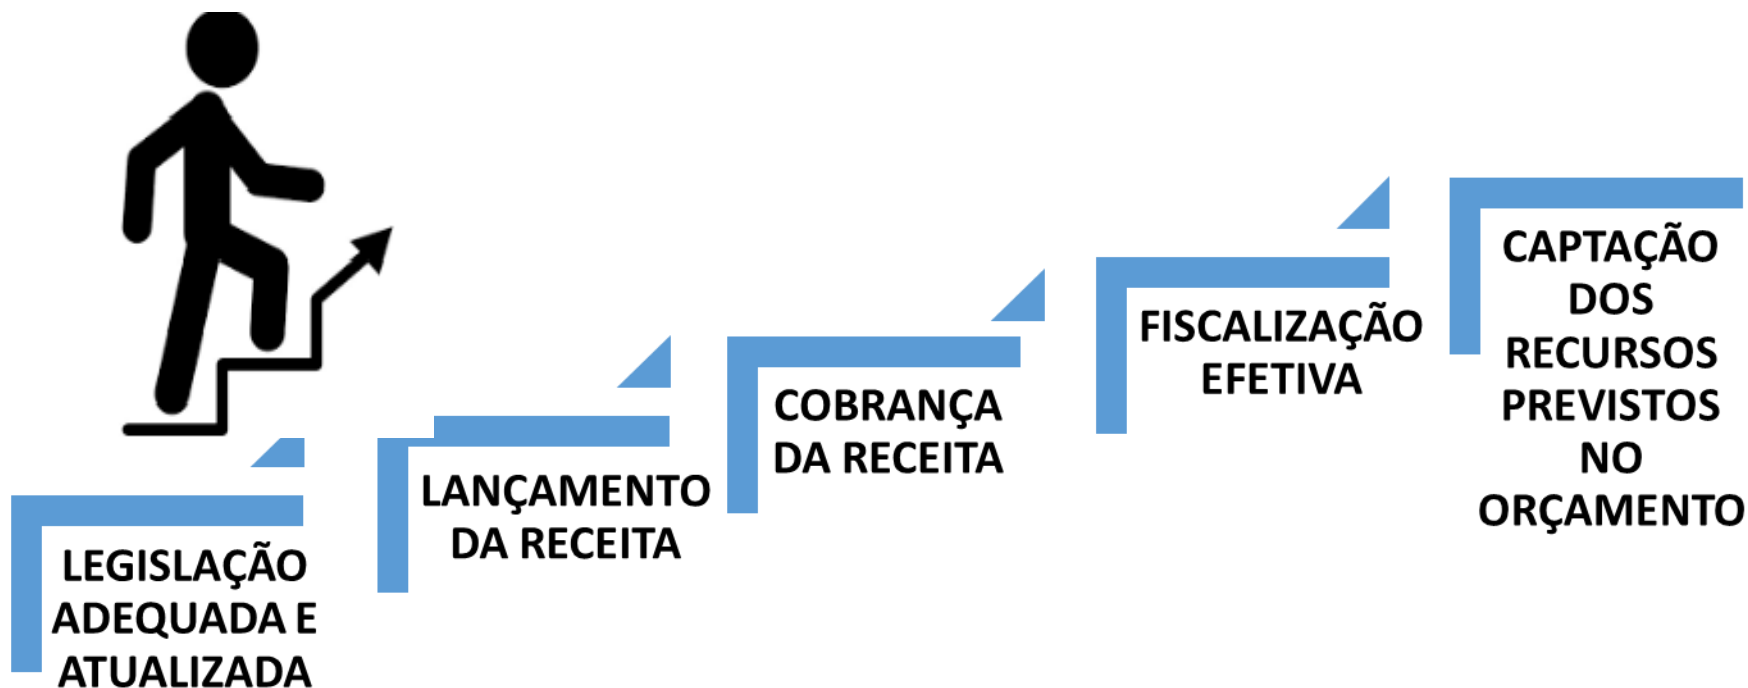 LEGISLAÇÃO
ADEQUADA E
ATUALIZADA
LANÇAMENTO
DA RECEITA
COBRANÇA
DA RECEITA
FISCALIZAÇÃO
EFETIVA
CAPTAÇÃO
DOS
RECURSOS
PREVISTOS
NO
ORÇAMENTO